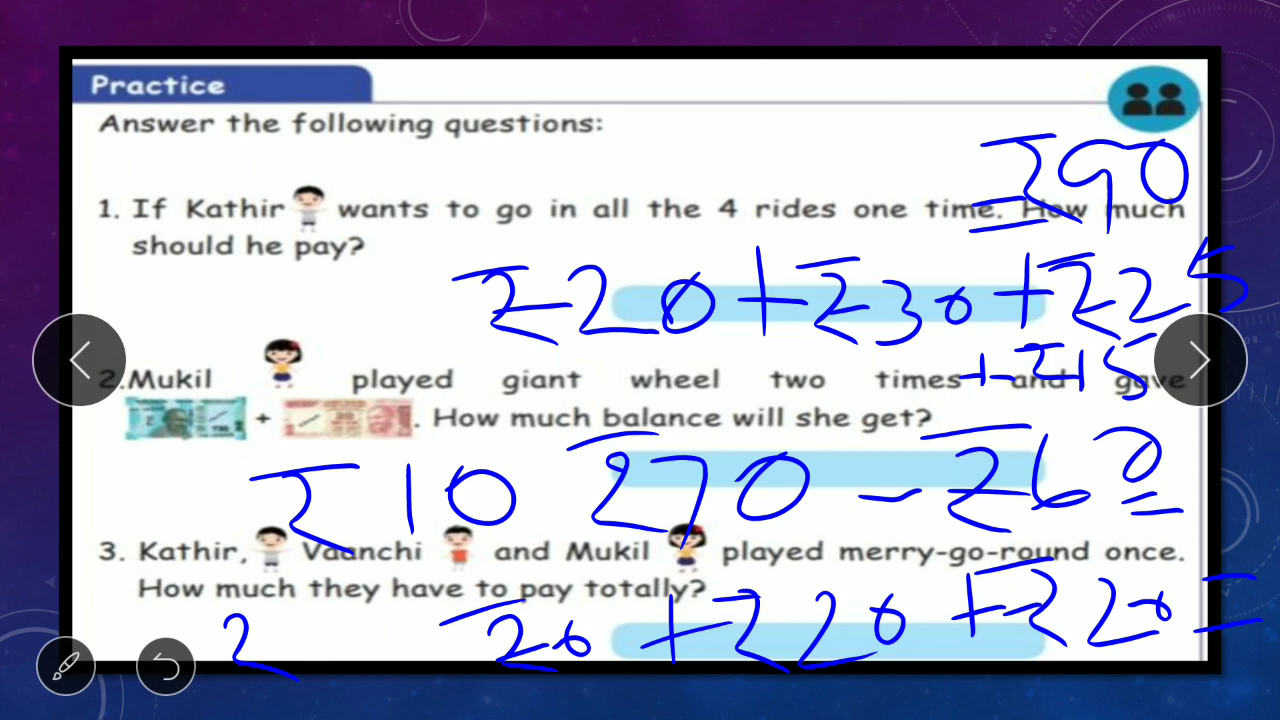 Practice
Answer the following questions:
₹90
1. If Kathir wants to go in all the 4 rides one time. How much
should he pay?
₹20 + ₹30 + ₹25
+ ₹15
2. Mukil played giant wheel two times and gave
+ . How much balance will she get?
₹10 ₹70 - ₹60 =
3. Kathir, Vaanchi and Mukil played merry-go-round once.
How much they have to pay totally?
₹20 + ₹20 + ₹20 =